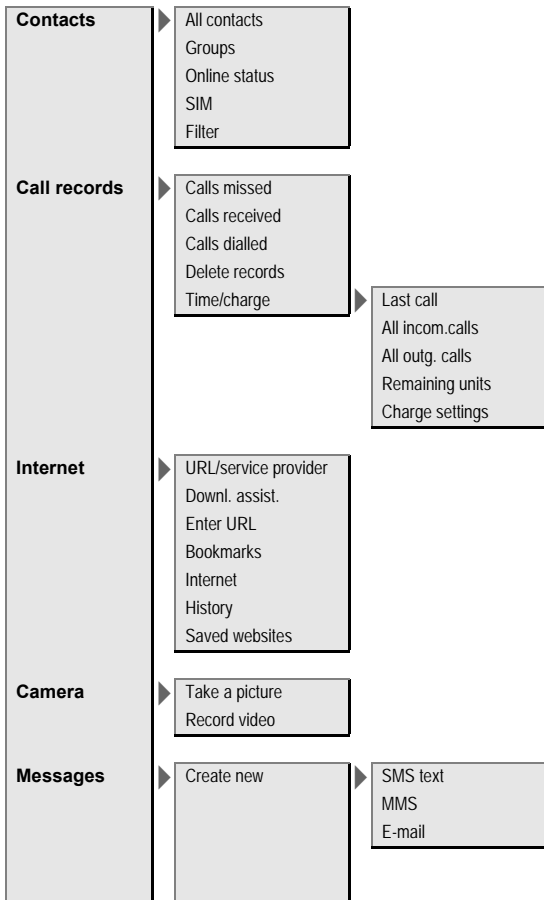 Contacts
All contacts
Groups
Online status
SIM
Filter
Call records
Calls missed
Calls received
Calls dialled
Delete records
Time/charge
Last call
All incom.calls
All outg. calls
Remaining units
Charge settings
Internet
URL/service provider
Downl. assist.
Enter URL
Bookmarks
Internet
History
Saved websites
Camera
Take a picture
Record video
Messages
Create new
SMS text
MMS
E-mail